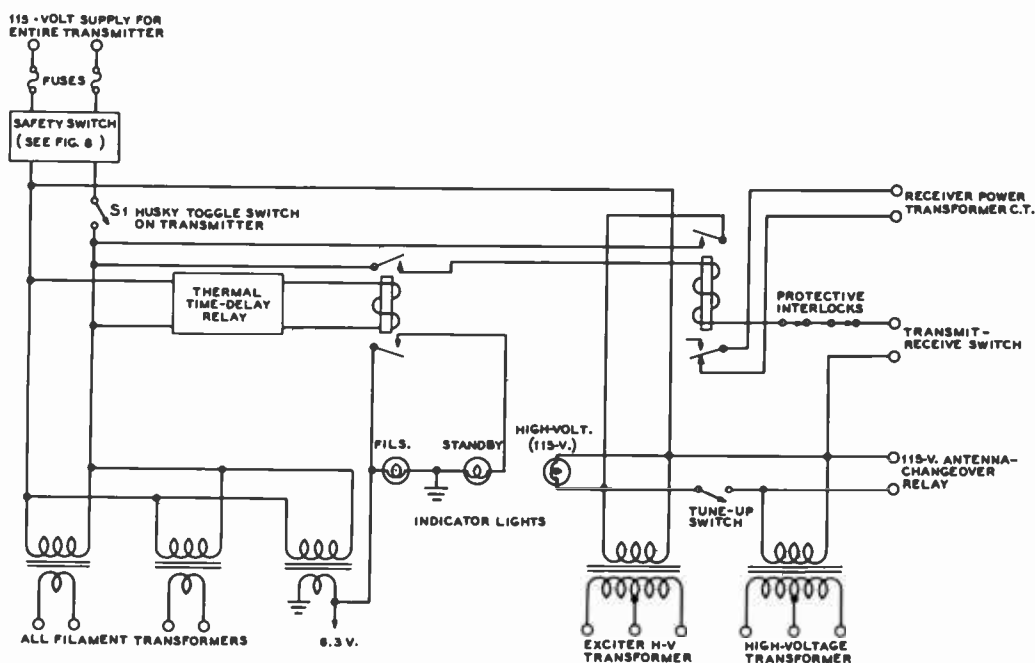 115-VOLT SUPPLY FOR
ENTIRE TRANSMITTER
FUSES
SAFETY SWITCH
(SEE FIG. 8)
S1 HUSKY TOGGLE SWITCH
ON TRANSMITTER
RECEIVER POWER
TRANSFORMER C.T.
THERMAL
TIME-DELAY
RELAY
PROTECTIVE
INTERLOCKS
TRANSMIT-
RECEIVE SWITCH
FILS.
STANDBY
HIGH-VOLT.
(115-V.)
115-V. ANTENNA-
CHANGEOVER
RELAY
TUNE-UP
SWITCH
INDICATOR LIGHTS
ALL FILAMENT TRANSFORMERS
6.3 V.
EXCITER H-V
TRANSFORMER
HIGH-VOLTAGE
TRANSFORMER